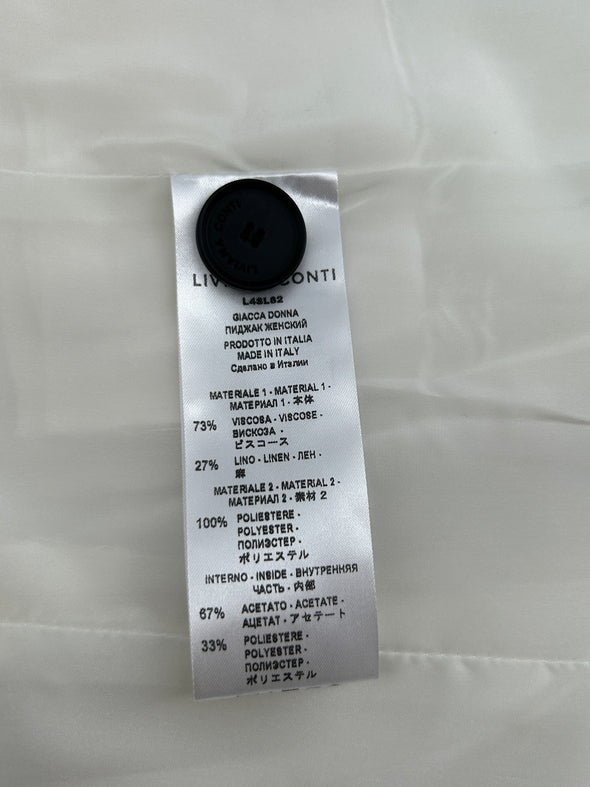 LIVIANA CONTI
LIV CONTI
L4SL82
GIACCA DONNA
ПИДЖАК ЖЕНСКИЙ
PRODOTTO IN ITALIA
MADE IN ITALY
Сделано в Италии
MATERIALE 1 - MATERIAL 1 -
МАТЕРИАЛ 1 - 本体
73% VISCOSA - VISCOSE -
ВИСКОЗА -
ビスコース
27% LINO - LINEN - ЛЕН -
麻
MATERIALE 2 - MATERIAL 2 -
МАТЕРИАЛ 2 - 素材 2
100% POLIESTERE -
POLYESTER -
ПОЛИЭСТЕР -
ポリエステル
INTERNO - INSIDE - ВНУТРЕННЯЯ
ЧАСТЬ - 内部
67% ACETATO - ACETATE -
АЦЕТАТ - アセテート
33% POLIESTERE -
POLYESTER -
ПОЛИЭСТЕР -
ポリエステル